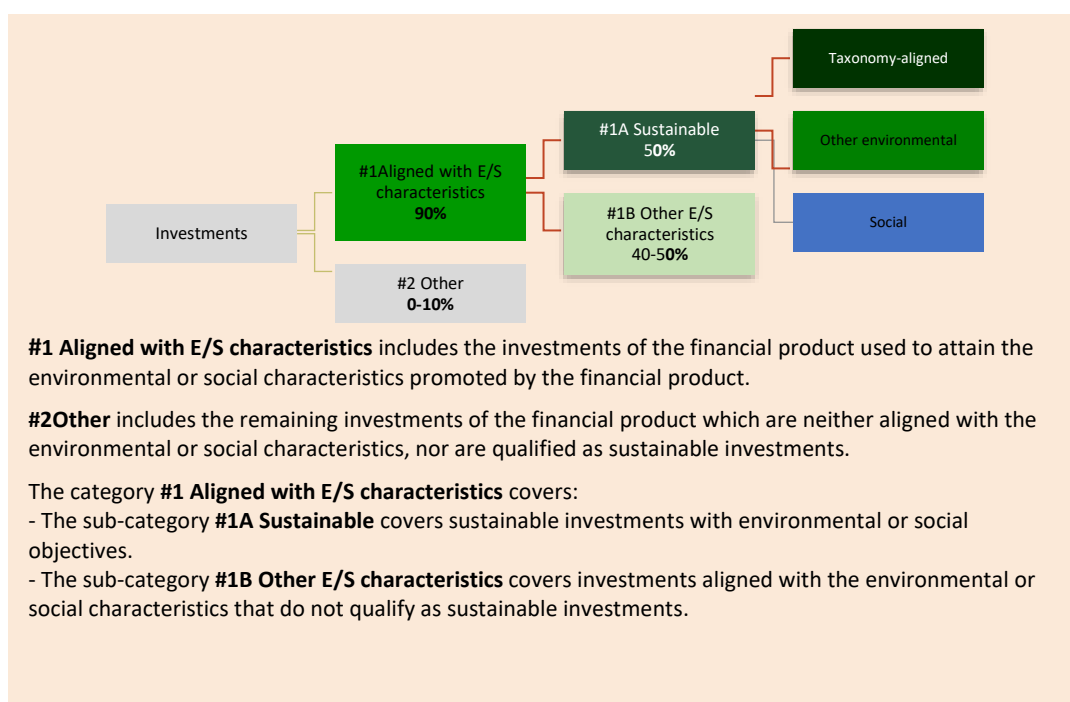 Taxonomy-aligned
#1A Sustainable
50%
Other environmental
#1Aligned with E/S
characteristics
90%
#1B Other E/S
characteristics
40-50%
Social
Investments
#2 Other
0-10%
#1 Aligned with E/S characteristics includes the investments of the financial product used to attain the
environmental or social characteristics promoted by the financial product.
#2Other includes the remaining investments of the financial product which are neither aligned with the
environmental or social characteristics, nor are qualified as sustainable investments.
The category #1 Aligned with E/S characteristics covers:
- The sub-category #1A Sustainable covers sustainable investments with environmental or social
objectives.
- The sub-category #1B Other E/S characteristics covers investments aligned with the environmental or
social characteristics that do not qualify as sustainable investments.